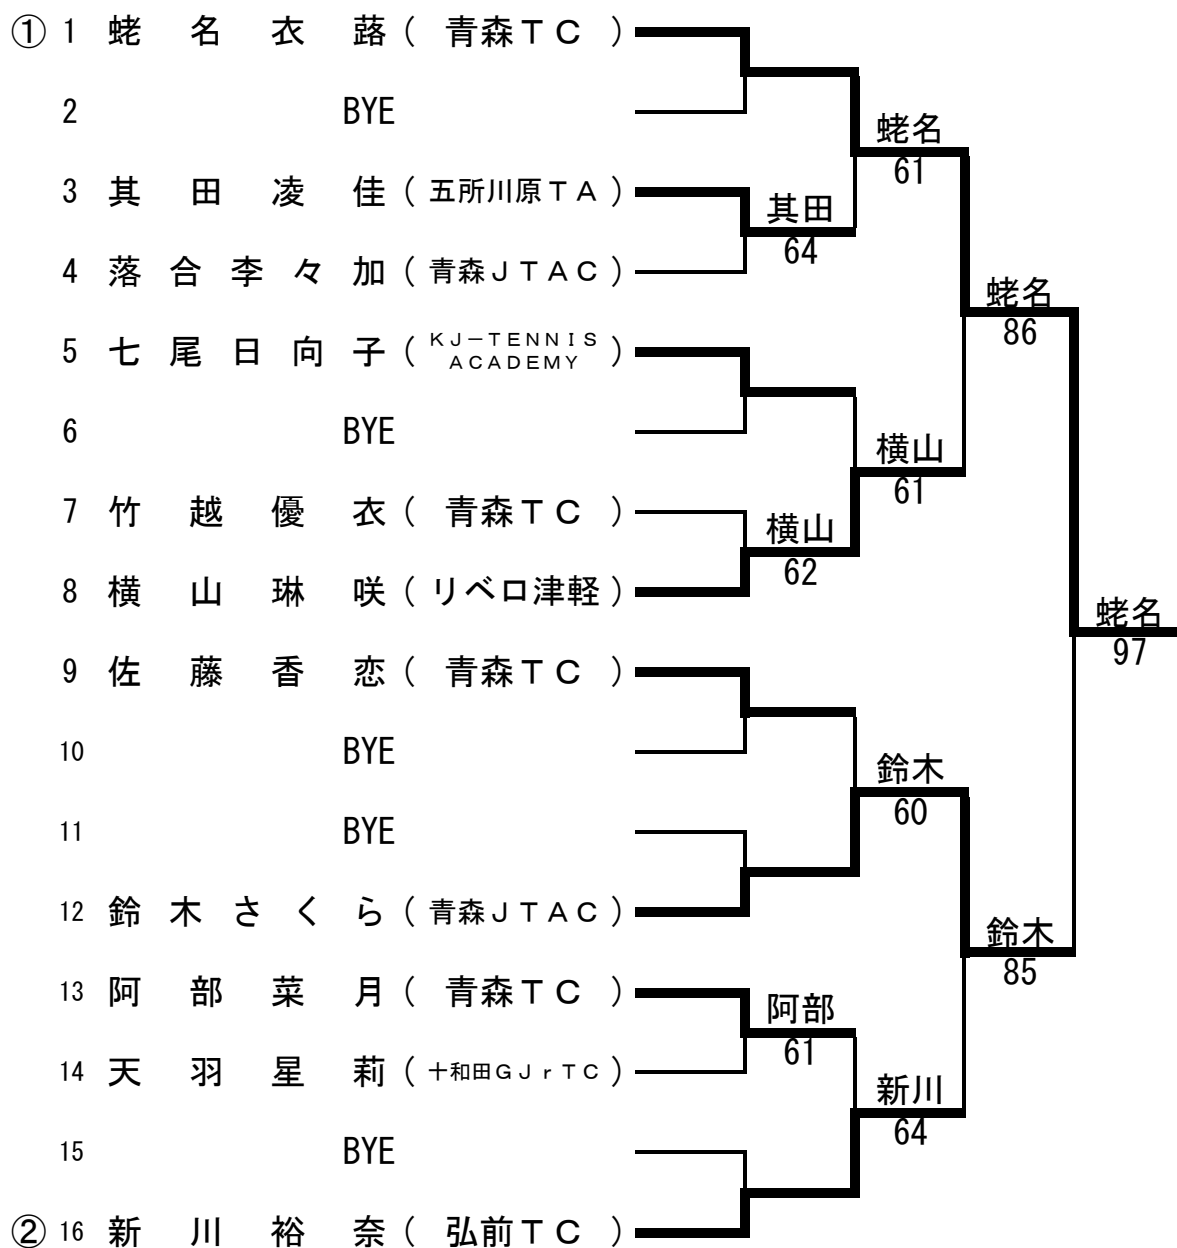 ① 1 蛯名衣蕗 ( 青森ＴＣ )
2 BYE
蛯名
61
3 其田凌佳 ( 五所川原ＴＡ )
其田
64
4 落合李々加 ( 青森ＪＴＡＣ )
蛯名
86
5 七尾日向子 ( ＫＪ－ＴＥＮＮＩＳ
ＡＣＡＤＥＭＹ )
6 BYE
横山
61
7 竹越優衣 ( 青森ＴＣ )
横山
62
8 横山琳咲 ( リベロ津軽 )
蛯名
97
9 佐藤香恋 ( 青森ＴＣ )
10 BYE
鈴木
60
11 BYE
12 鈴木さくら ( 青森ＪＴＡＣ )
鈴木
85
13 阿部菜月 ( 青森ＴＣ )
阿部
61
14 天羽星莉 ( 十和田ＧＪｒＴＣ )
新川
64
15 BYE
② 16 新川裕奈 ( 弘前ＴＣ )